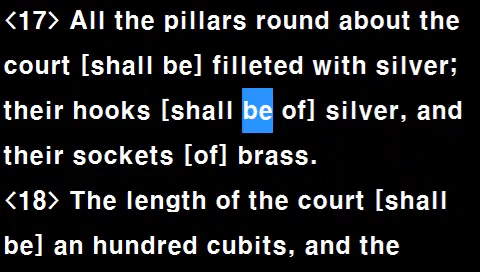 <17> All the pillars round about the
court [shall be] filleted with silver;
their hooks [shall be of] silver, and
their sockets [of] brass.
<18> The length of the court [shall
be] an hundred cubits, and the